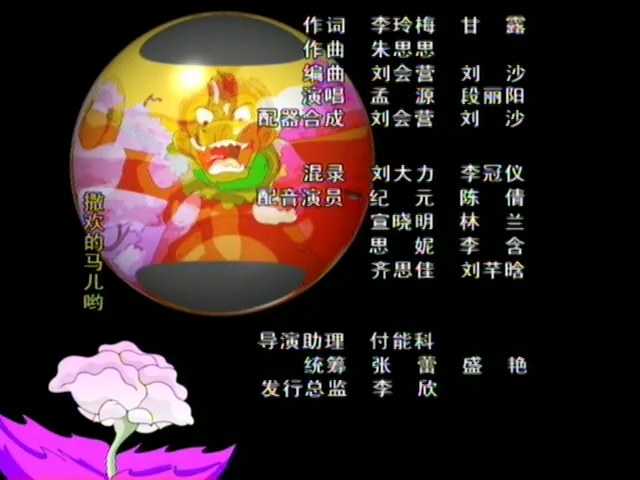 作词 李玲梅 甘露
作曲 朱思思
编曲 刘会营 刘沙
演唱 孟源 段丽阳
配器合成 刘会营 刘沙
混录 刘大力 李冠仪
配音演员 纪元 陈倩
宣晓明 林兰
思妮 李含
齐思佳 刘芊晗
导演助理 付能科
统筹 张蕾 盛艳
发行总监 李欣
撒欢的马儿哟